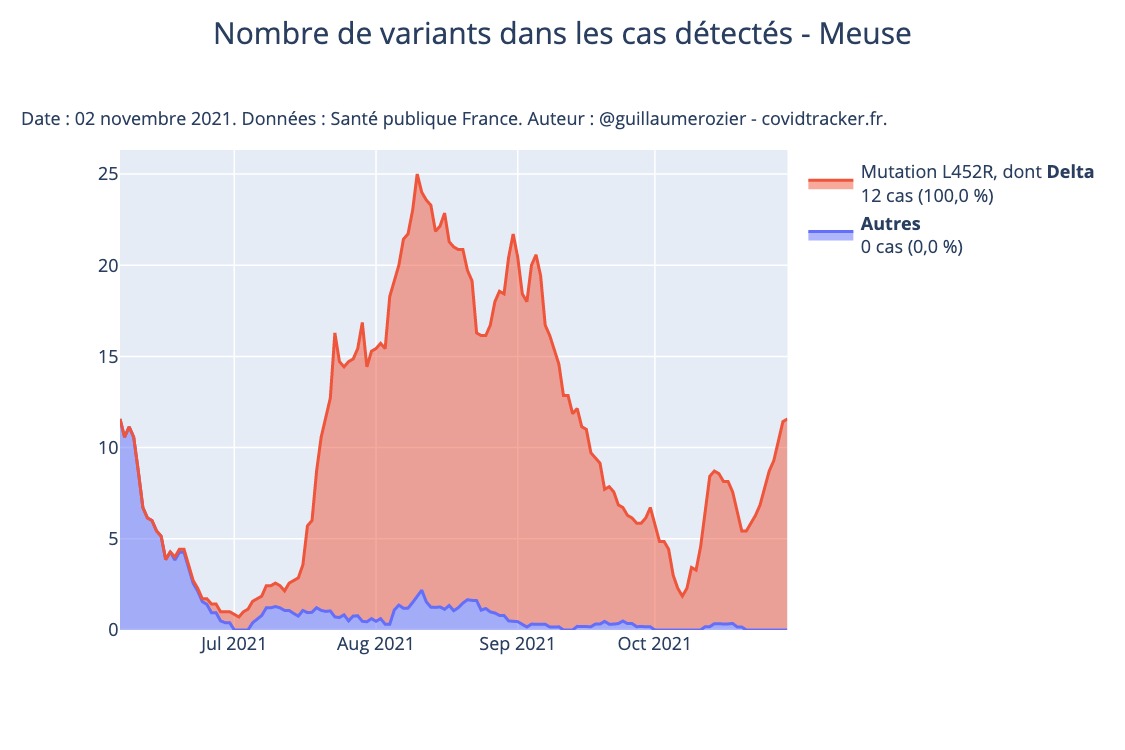 Nombre de variants dans les cas détectés - Meuse
Date : 02 novembre 2021. Données : Santé publique France. Auteur : @guillaumerozier - covidtracker.fr.
25
20
15
10
5
0
Jul 2021
Aug 2021
Sep 2021
Oct 2021
Mutation L452R, dont Delta
12 cas (100,0 %)
Autres
0 cas (0,0 %)